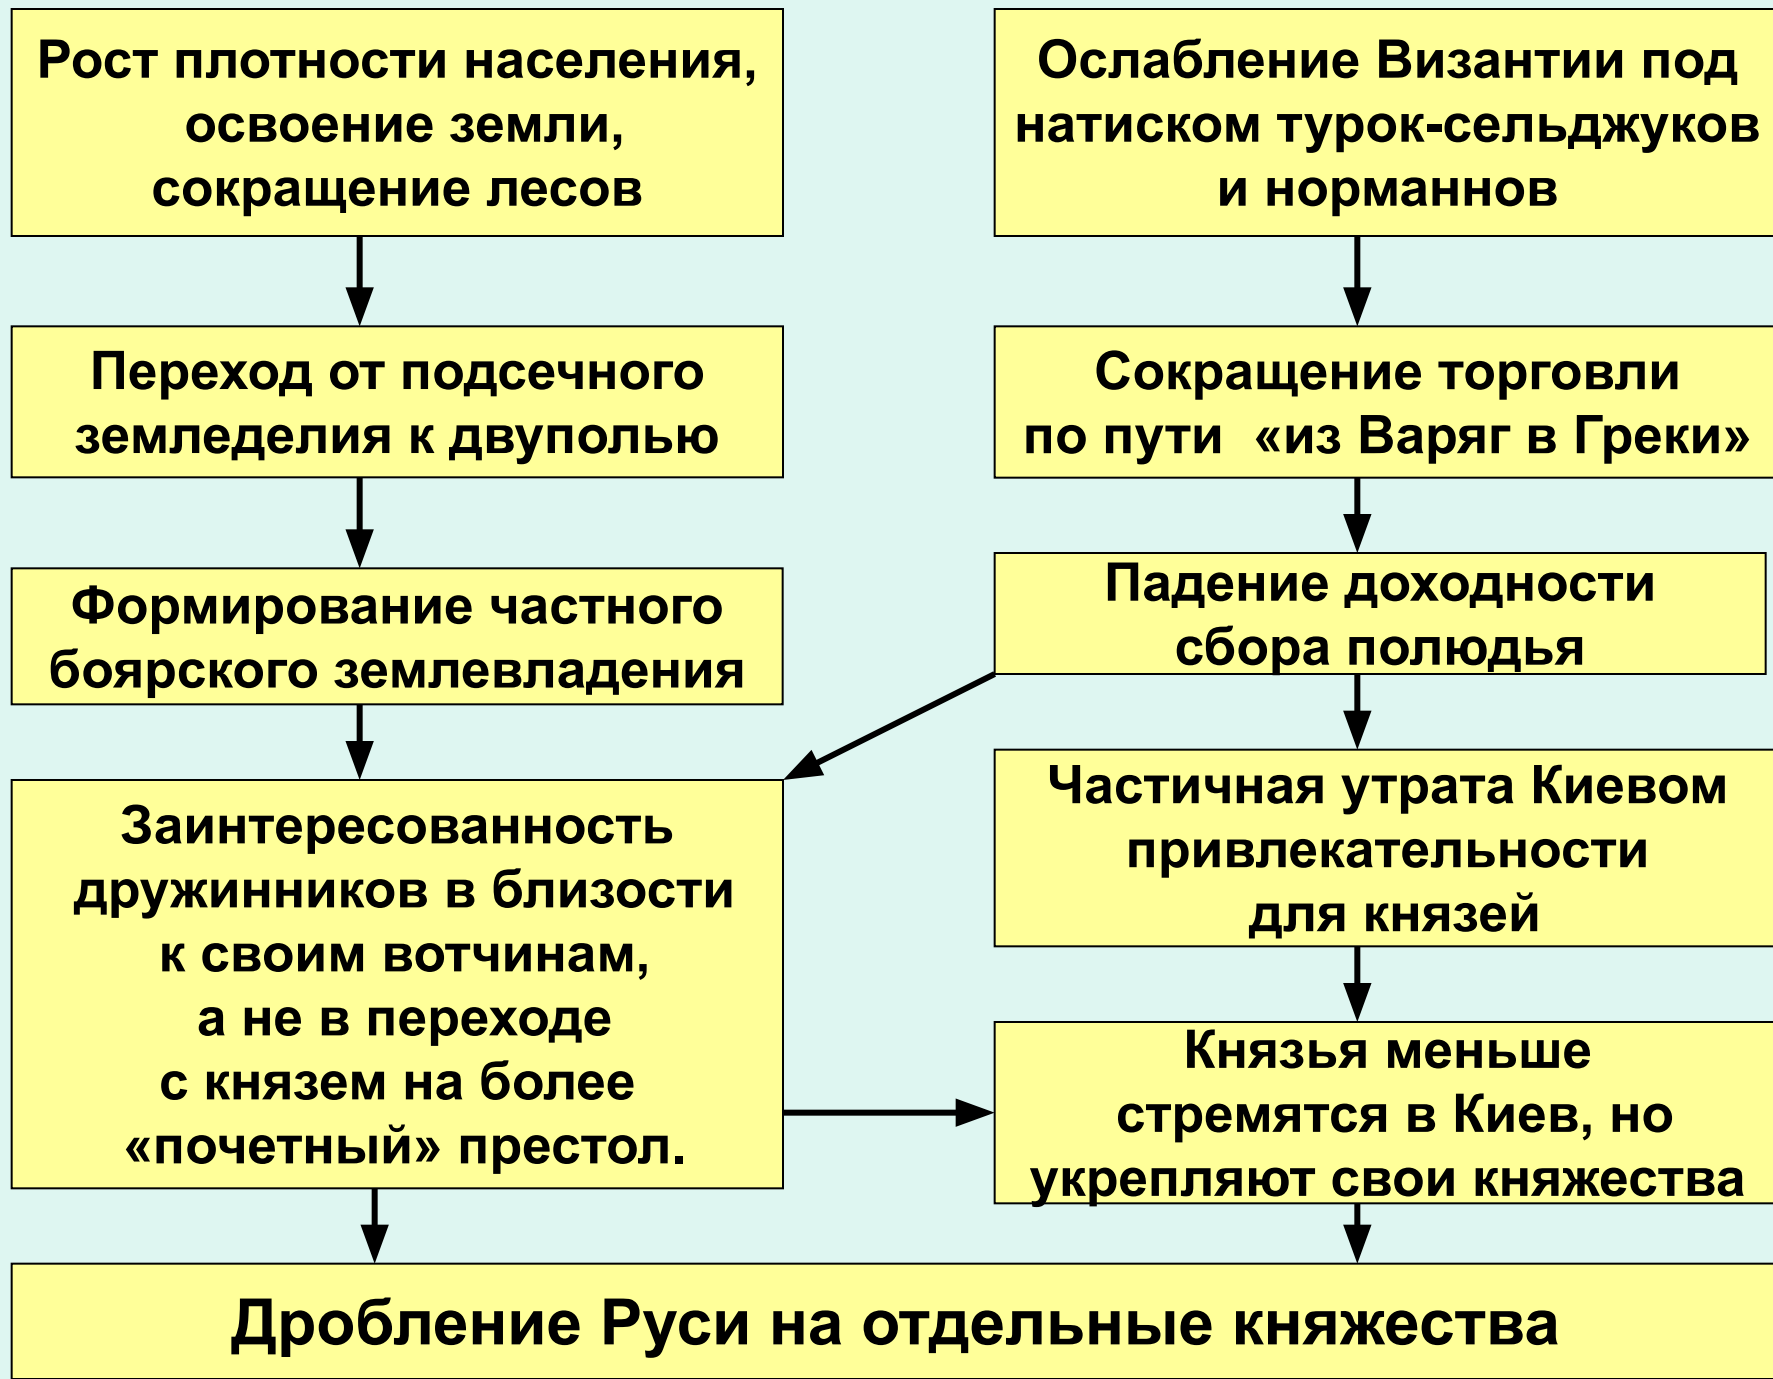 Рост плотности населения,
освоение земли,
сокращение лесов
Переход от подсечного
земледелия к двуполью
Формирование частного
боярского землевладения
Заинтересованность
дружинников в близости
к своим вотчинам,
а не в переходе
с князем на более
«почетный» престол.
Ослабление Византии под
натиском турок-сельджуков
и норманнов
Сокращение торговли
по пути «из Варяг в Греки»
Падение доходности
сбора полюдья
Частичная утрата Киевом
привлекательности
для князей
Князья меньше
стремятся в Киев, но
укрепляют свои княжества
Дробление Руси на отдельные княжества